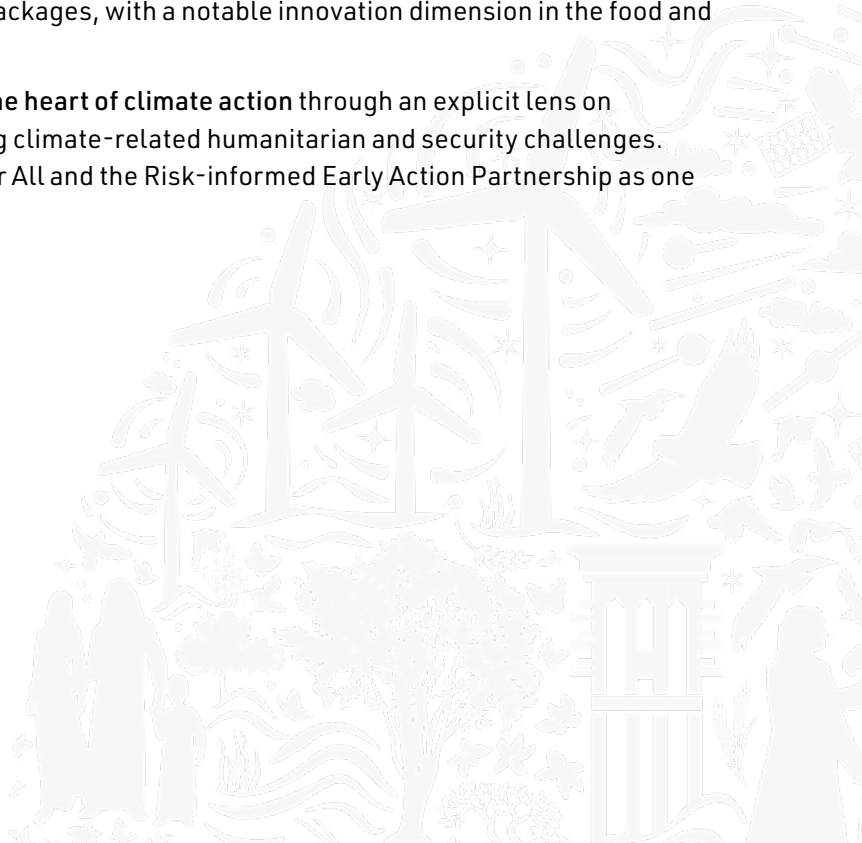 ackages, with a notable innovation dimension in the food and
e heart of climate action through an explicit lens on
g climate-related humanitarian and security challenges.
r All and the Risk-informed Early Action Partnership as one